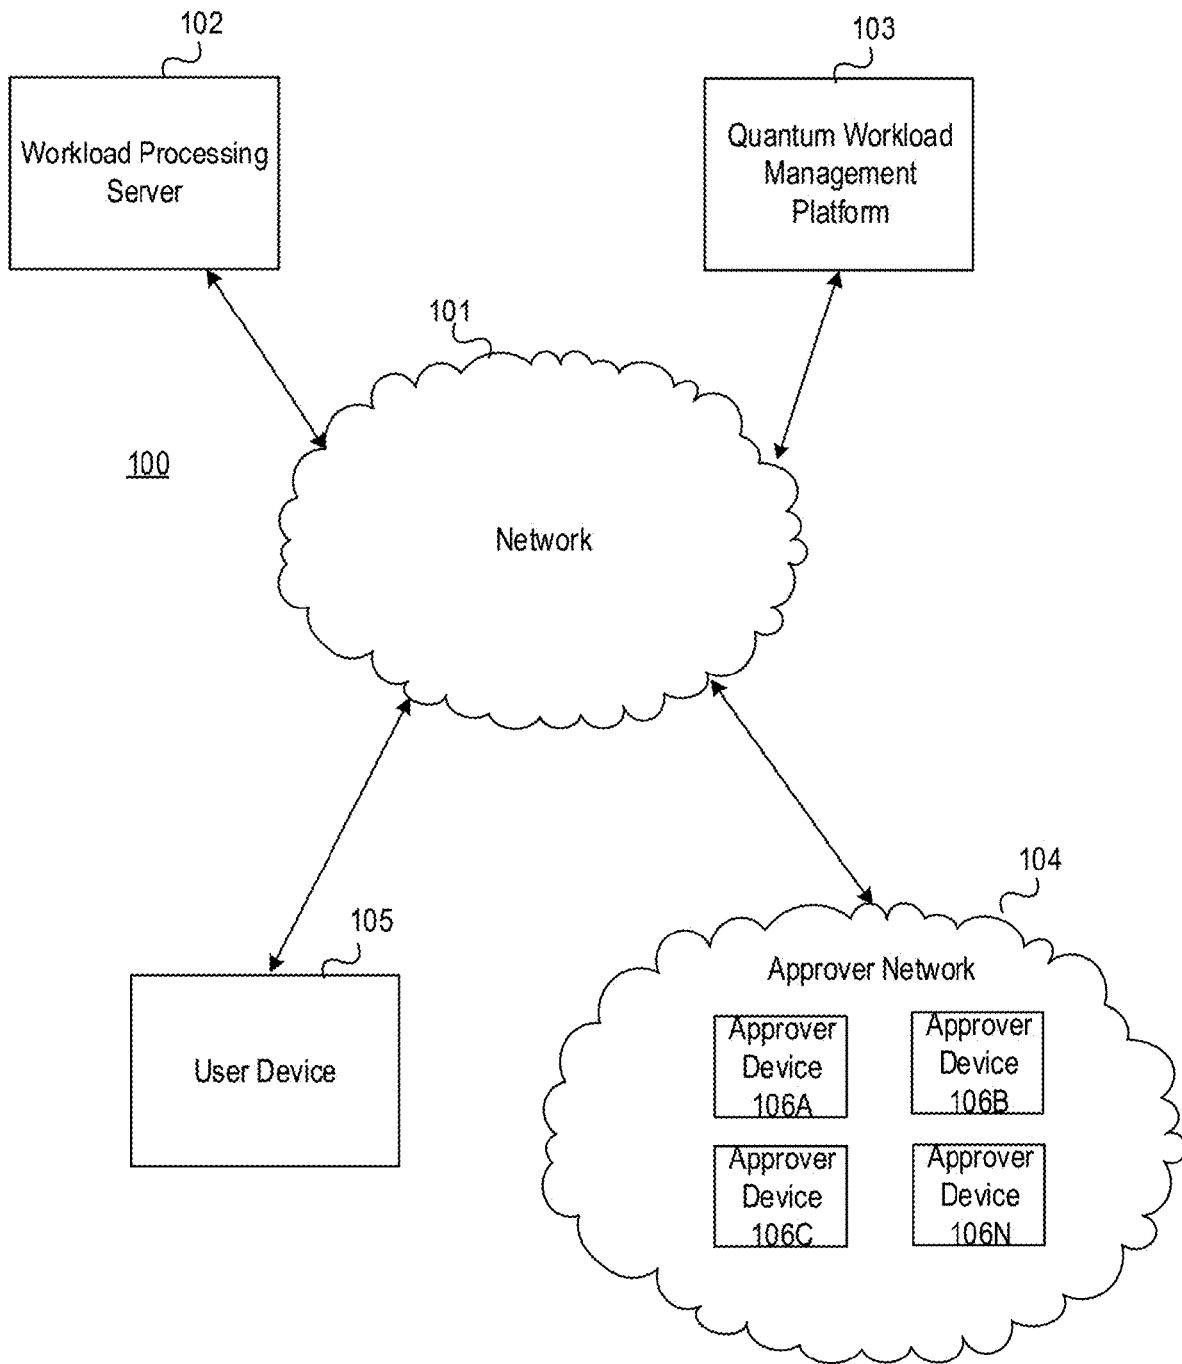 102
103
Workload Processing
Server
Quantum Workload
Management
Platform
101
100
Network
104
105
Approver Network
User Device
Approver
Device
106A
Approver
Device
106B
Approver
Device
106C
Approver
Device
106N